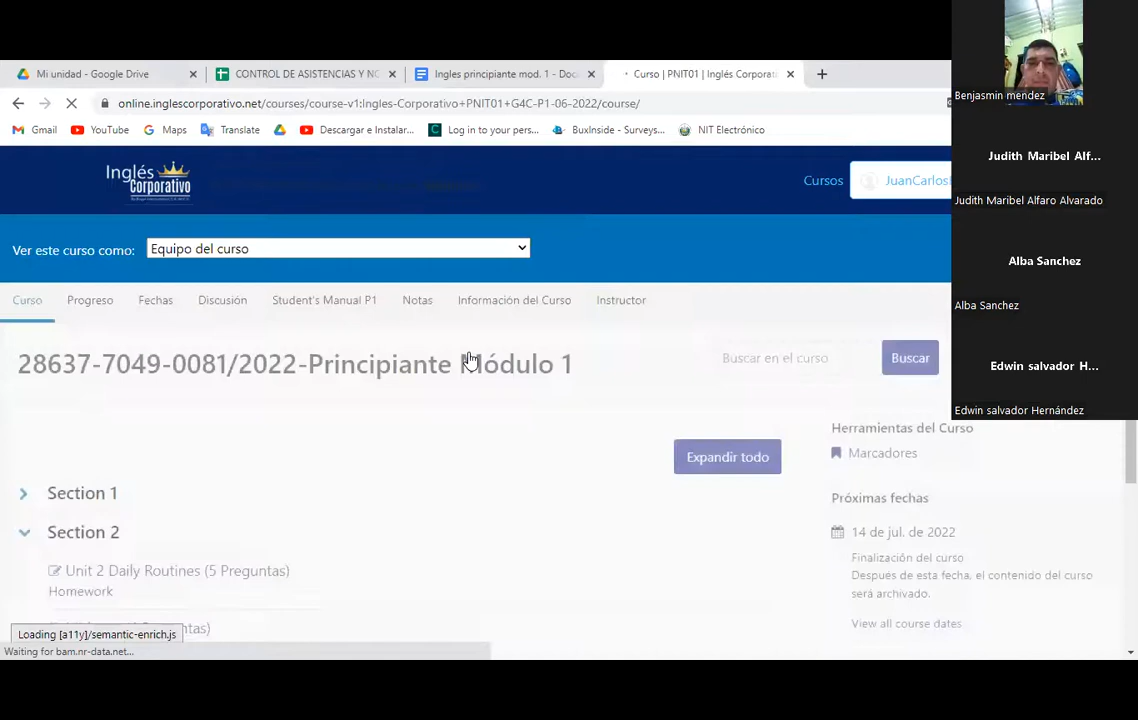 Mi unidad - Google Drive
CONTROL DE ASISTENCIAS Y NO
Ingles principiante mod. 1 - Doc
Curso | PNIT01 | Inglés Corporat
online.inglescorporativo.net/courses/course-v1:Ingles-Corporativo+PNIT01+G4C-P1-06-2022/course/
Gmail
YouTube
Maps
Translate
Descargar e Instalar...
Log in to your pers...
BuxInside - Surveys...
NIT Electrónico
Inglés
Corporativo
Cursos
JuanCarlosI
Ver este curso como:
Equipo del curso
Curso
Progreso
Fechas
Discusión
Student's Manual P1
Notas
Información del Curso
Instructor
28637-7049-0081/2022-Principiante Módulo 1
Buscar en el curso
Buscar
Expandir todo
Herramientas del Curso
Marcadores
Section 1
Próximas fechas
Section 2
14 de jul. de 2022
Finalización del curso
Después de esta fecha, el contenido del curso
será archivado.
View all course dates
Unit 2 Daily Routines (5 Preguntas)
Homework
Loading [a11y]/semantic-enrich.js
Waiting for bam.nr-data.net...
Benjasmin mendez
Judith Maribel Alf...
Judith Maribel Alfaro Alvarado
Alba Sanchez
Alba Sanchez
Edwin salvador H...
Edwin salvador Hernández